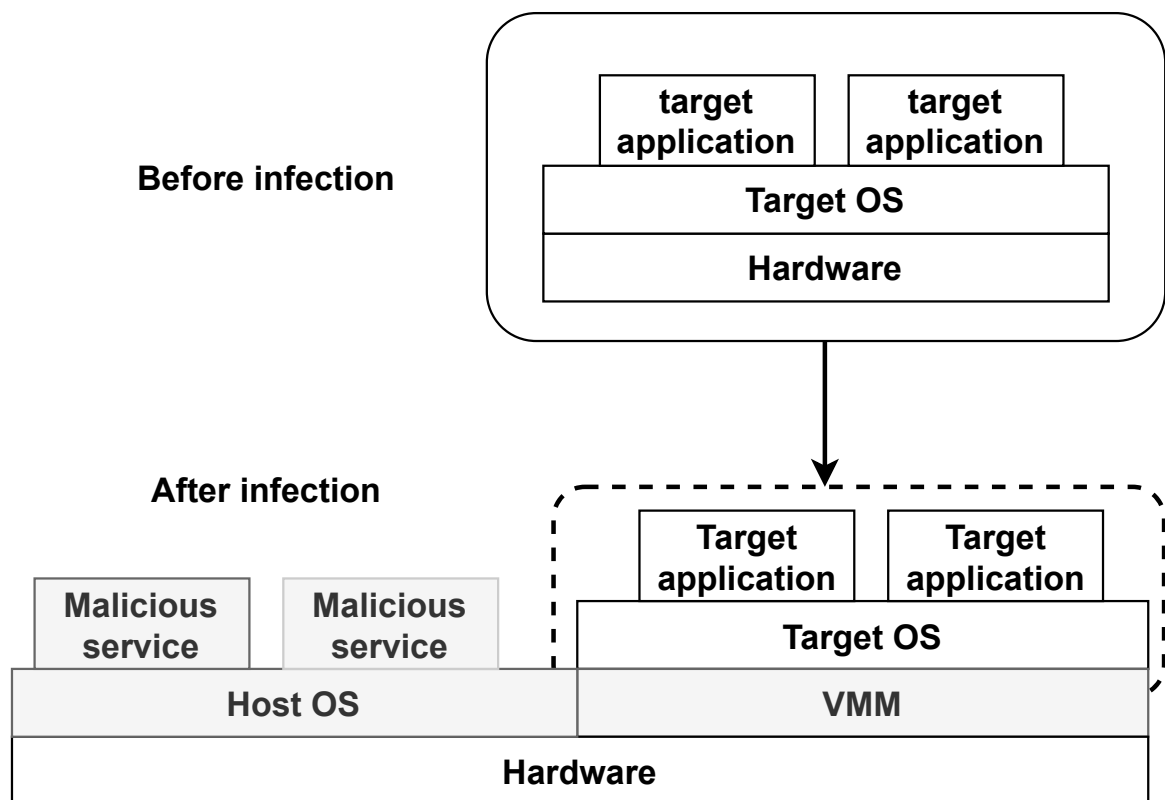 target
application
target
application
Before infection
Target OS
Hardware
After infection
Target
application
Target
application
Malicious
service
Malicious
service
Target OS
Host OS
VMM
Hardware